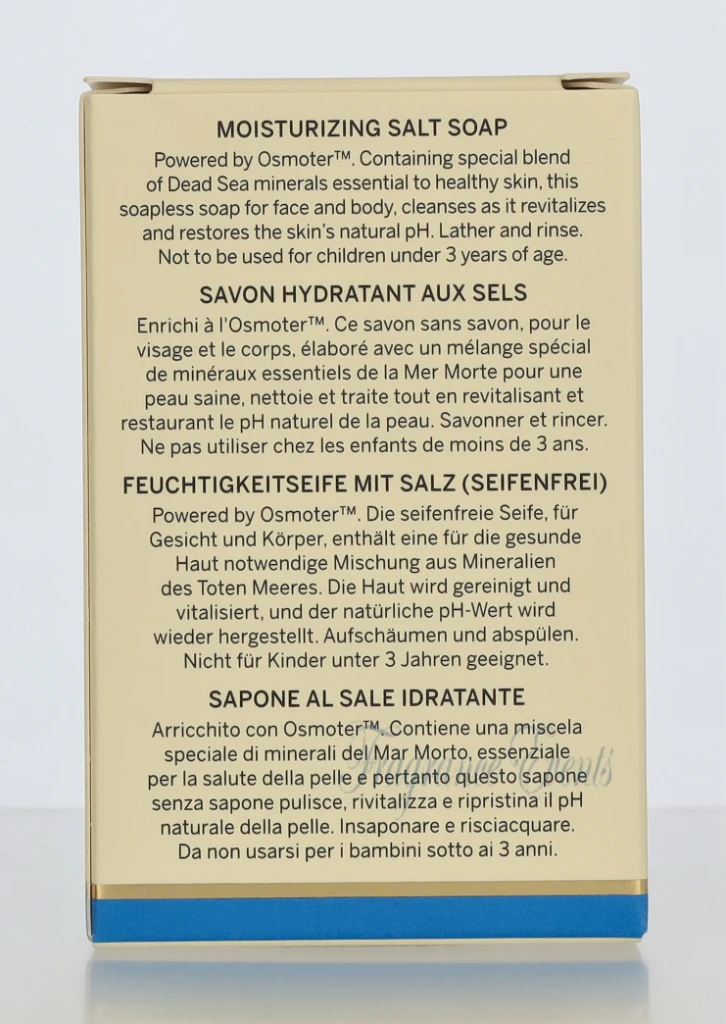 MOISTURIZING SALT SOAP
Powered by Osmoter™. Containing special blend
of Dead Sea minerals essential to healthy skin, this
soapless soap for face and body, cleanses as it revitalizes
and restores the skin's natural pH. Lather and rinse.
Not to be used for children under 3 years of age.
SAVON HYDRATANT AUX SELS
Enrichi à l'Osmoter™. Ce savon sans savon, pour le
visage et le corps, élaboré avec un mélange spécial
de minéraux essentiels de la Mer Morte pour une
peau saine, nettoie et traite tout en revitalisant et
restaurant le pH naturel de la peau. Savonner et rincer.
Ne pas utiliser chez les enfants de moins de 3 ans.
FEUCHTIGKEITSEIFE MIT SALZ (SEIFENFREI)
Powered by Osmoter™. Die seifenfreie Seife, für
Gesicht und Körper, enthält eine für die gesunde
Haut notwendige Mischung aus Mineralien
des Toten Meeres. Die Haut wird gereinigt und
vitalisiert, und der natürliche pH-Wert wird
wieder hergestellt. Aufschäumen und abspülen.
Nicht für Kinder unter 3 Jahren geeignet.
SAPONE AL SALE IDRATANTE
Arricchito con Osmoter™. Contiene una miscela
speciale di minerali del Mar Morto, essenziale
per la salute della pelle e pertanto questo sapone
senza sapone pulisce, rivitalizza e ripristina il pH
naturale della pelle. Insaponare e risciacquare.
Da non usarsi per i bambini sotto ai 3 anni.